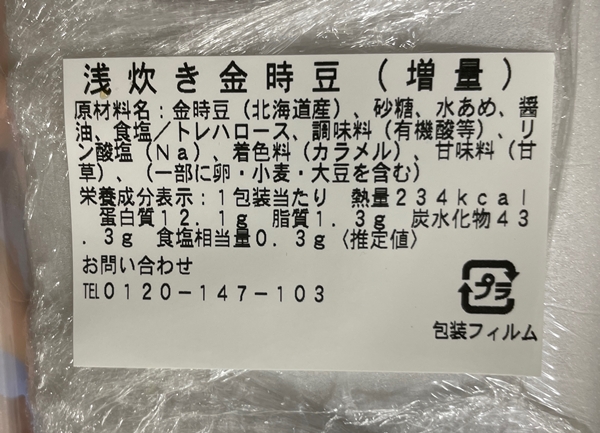 浅炊き金時豆(増量)
原材料名:金時豆(北海道産)、砂糖、水あめ、醤
油、食塩/トレハロース、調味料(有機酸等)、リ
ン酸塩(Na)、着色料(カラメル)、甘味料(甘
草)、(一部に卵・小麦・大豆を含む)
栄養成分表示:1包装当たり 熱量234kcal
蛋白質12.1g 脂質1.3g 炭水化物43
.3g 食塩相当量0.3g〈推定値〉
お問い合わせ
TEL0120-147-103
プラ
包装フィルム